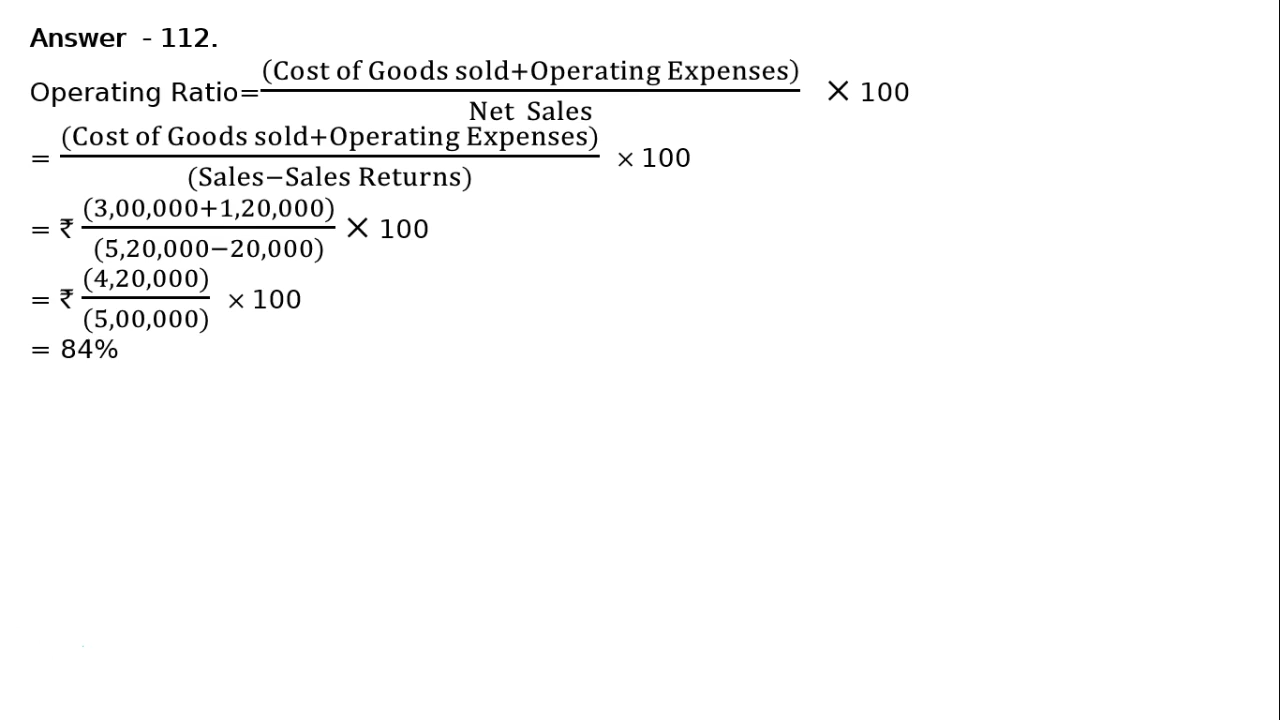 Answer - 112.
Operating Ratio= (Cost of Goods sold+Operating Expenses) / Net Sales × 100
= (Cost of Goods sold+Operating Expenses) / (Sales−Sales Returns) × 100
= ₹ (3,00,000+1,20,000) / (5,20,000−20,000) × 100
= ₹ (4,20,000) / (5,00,000) × 100
= 84%